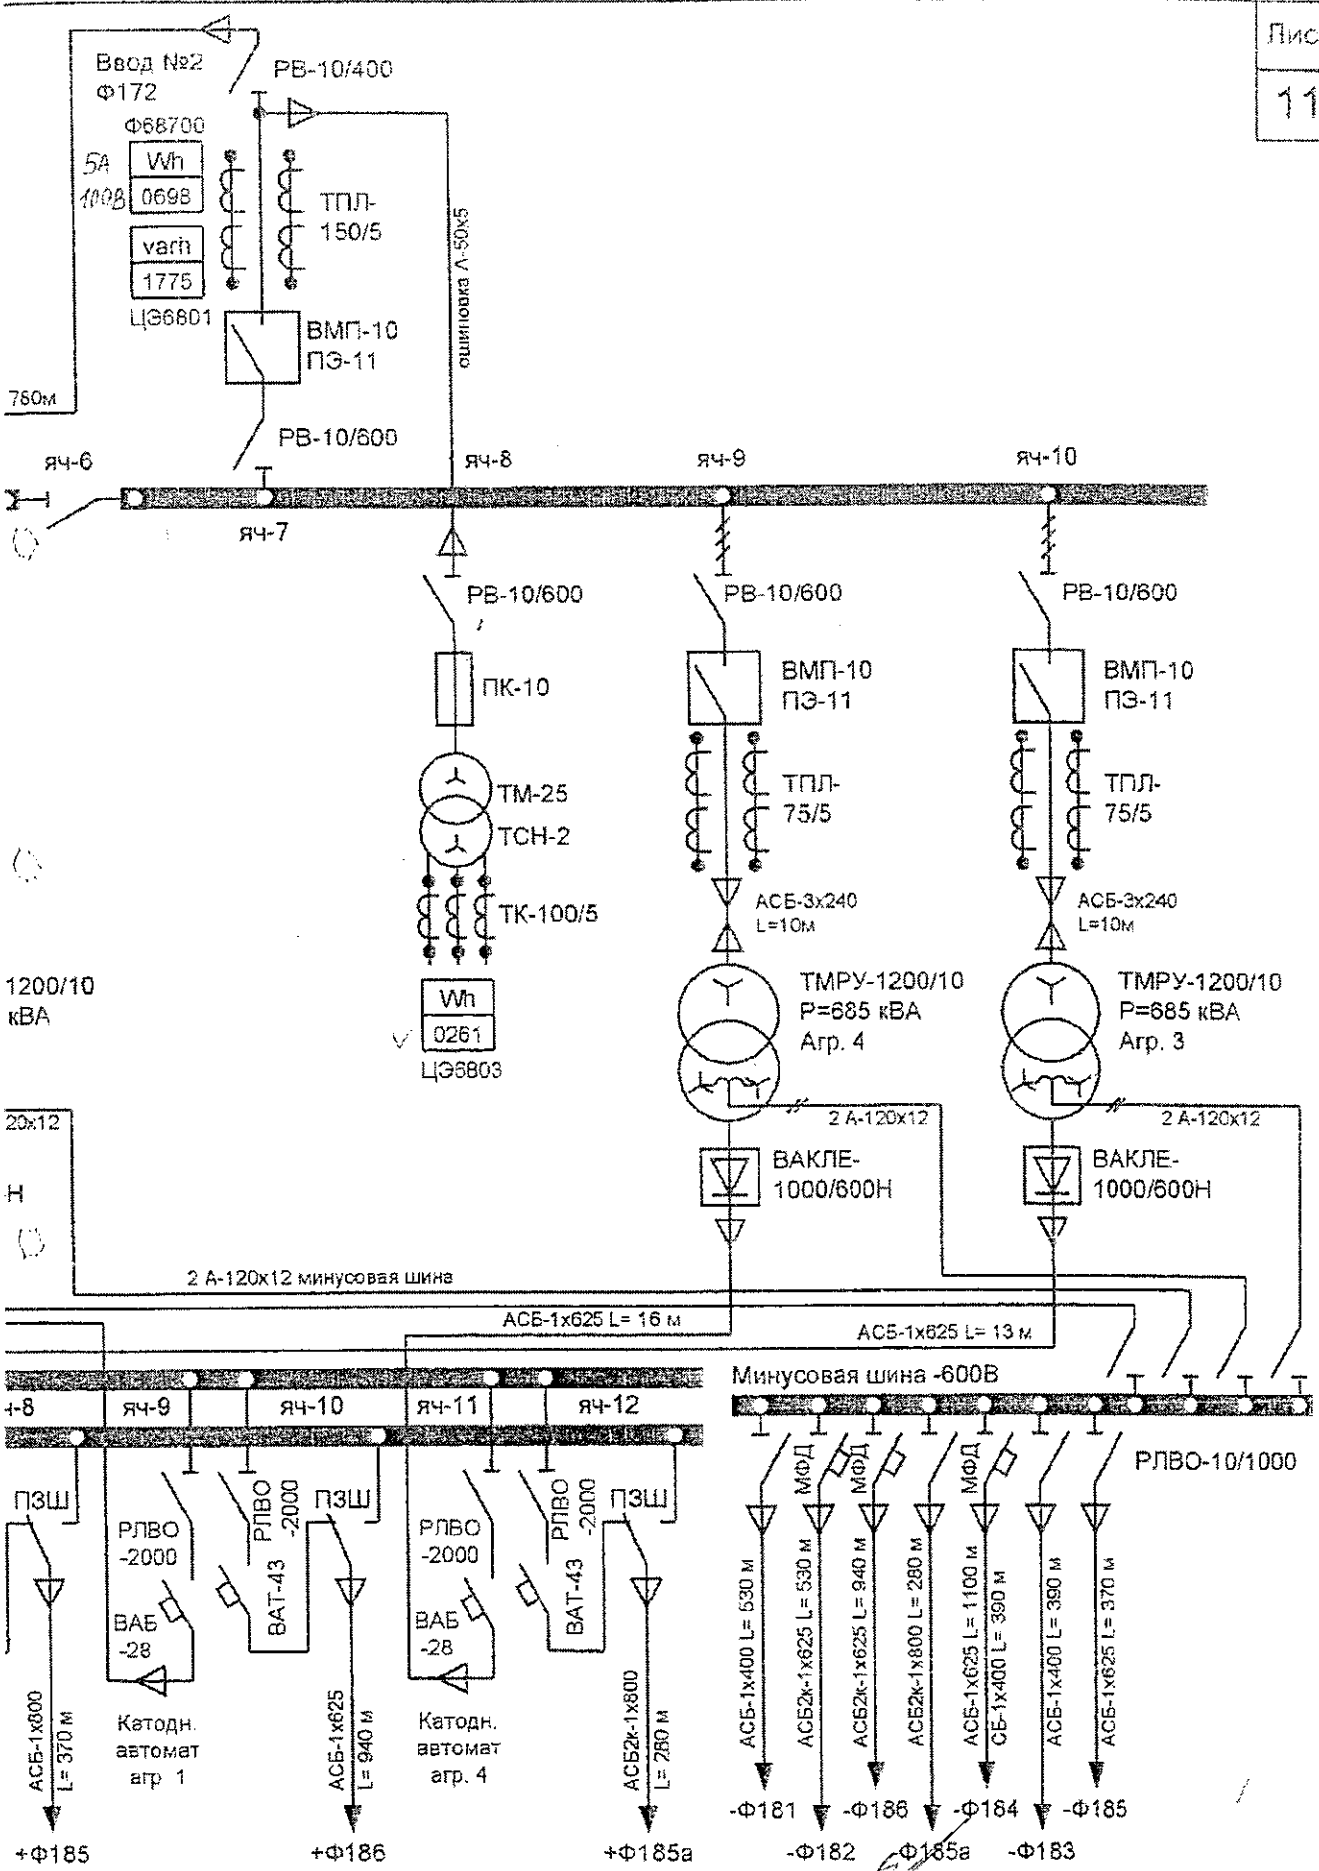 Лис
11
Ввод №2
Ф172
РВ-10/400
Ф68700
5А
100В
Wh
0698
varh
1775
ЦЭ6801
ТПЛ-
150/5
ошиновка А-50х5
ВМП-10
ПЭ-11
780м
РВ-10/600
яч-6
яч-7
яч-8
яч-9
яч-10
РВ-10/600
РВ-10/600
РВ-10/600
ПК-10
ВМП-10
ПЭ-11
ВМП-10
ПЭ-11
ТМ-25
ТСН-2
ТПЛ-
75/5
ТПЛ-
75/5
ТК-100/5
АСБ-3х240
L=10м
АСБ-3х240
L=10м
1200/10
кВА
Wh
0261
ЦЭ6803
ТМРУ-1200/10
Р=685 кВА
Агр. 4
ТМРУ-1200/10
Р=685 кВА
Агр. 3
20х12
2 А-120х12
2 А-120х12
Н
ВАКЛЕ-
1000/600Н
ВАКЛЕ-
1000/600Н
2 А-120х12 минусовая шина
АСБ-1х625 L= 16 м
АСБ-1х625 L= 13 м
Минусовая шина -600В
ч-8
яч-9
яч-10
яч-11
яч-12
РЛВО-10/1000
МФД
МФД
МФД
ПЗШ
РЛВО
-2000
РЛВО
-2000
ПЗШ
РЛВО
-2000
РЛВО
-2000
ПЗШ
ВАБ
-28
ВАТ-43
ВАБ
-28
ВАТ-43
Катодн.
автомат
агр 1
Катодн.
автомат
агр. 4
АСБ-1х800
L= 370 м
АСБ-1х625
L= 940 м
АСБ2к-1х800
L= 280 м
АСБ-1х400 L= 530 м
АСБ2к-1х625 L= 530 м
АСБ2к-1х625 L= 940 м
АСБ2к-1х800 L= 280 м
АСБ-1х625 L= 1100 м
СБ-1х400 L= 390 м
АСБ-1х400 L= 390 м
АСБ-1х625 L= 370 м
-Ф181
-Ф186
-Ф184
-Ф185
+Ф185
+Ф186
+Ф185а
-Ф182
-Ф185а
-Ф183